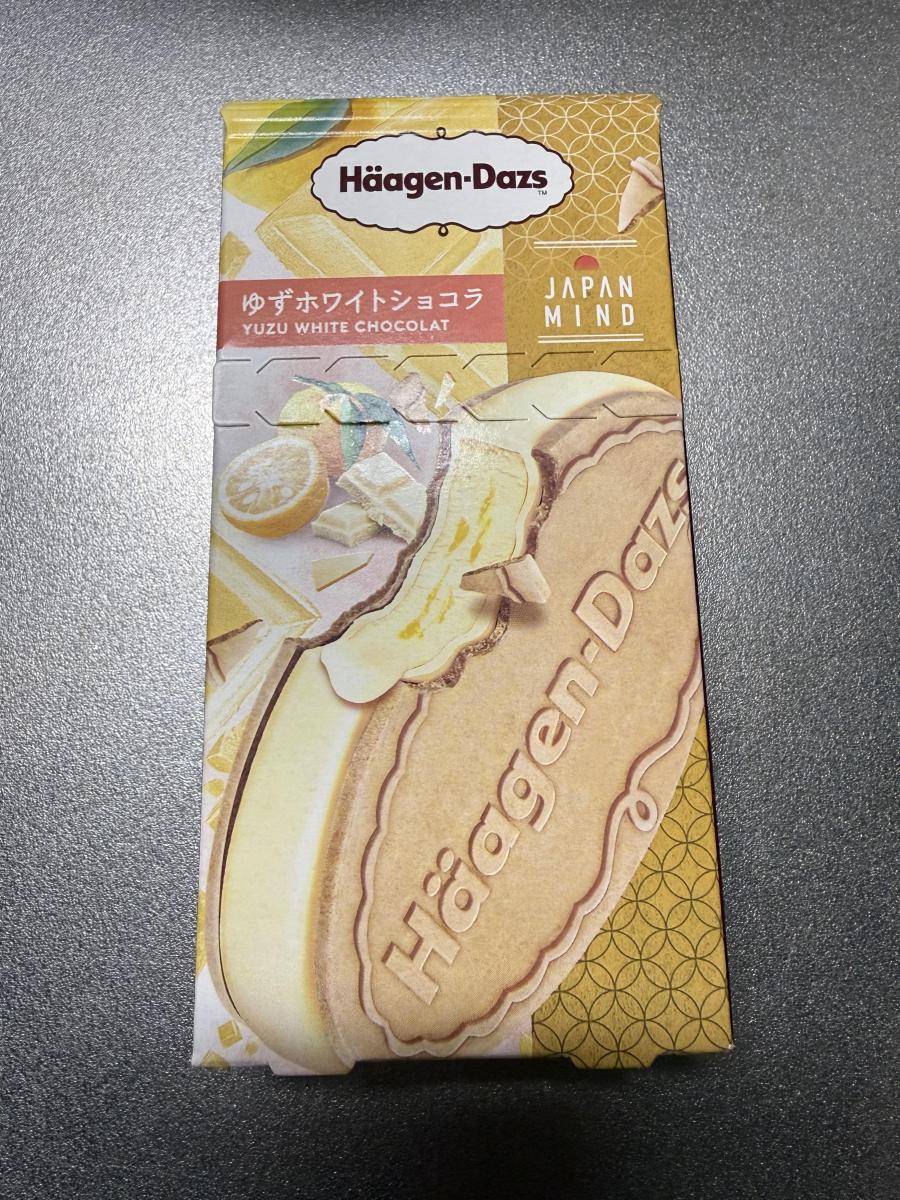 Häagen-Dazs
TM
ゆずホワイトショコラ
YUZU WHITE CHOCOLAT
JAPAN
MIND
Häagen-Dazs